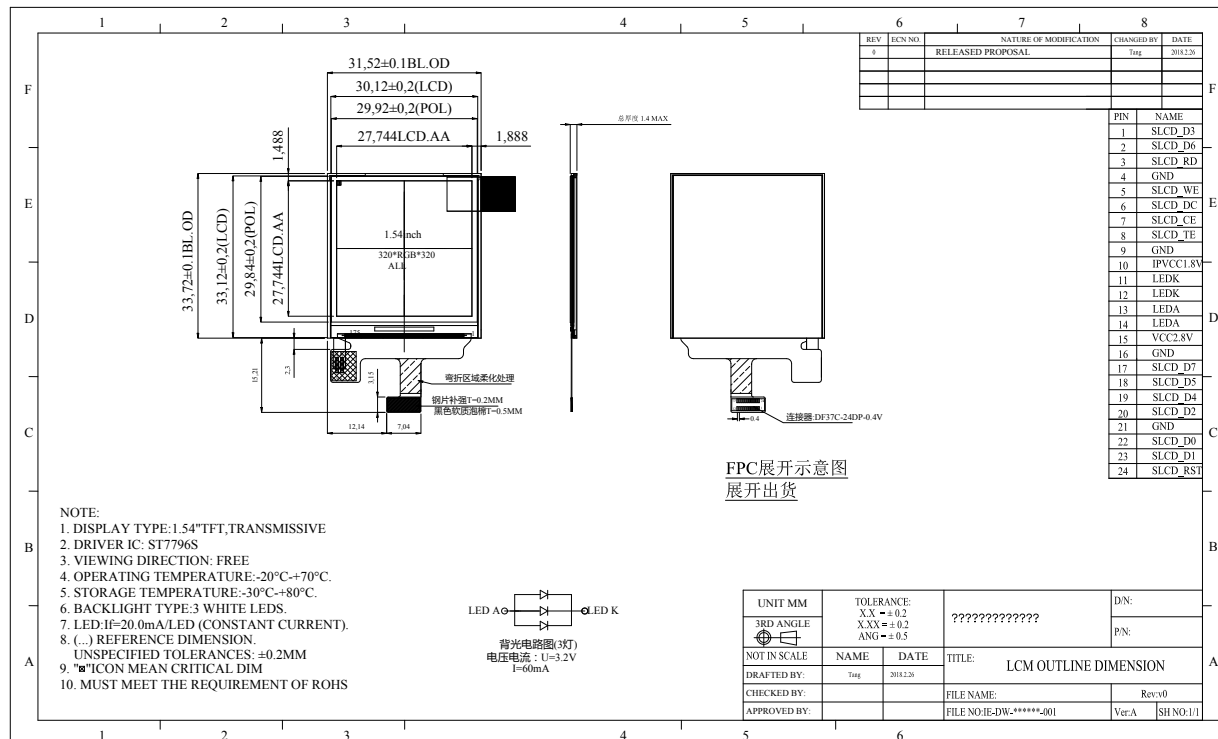 1 2 3 4 5 6 7 8
REV ECN NO. NATURE OF MODIFICATION CHANGED BY DATE
0 RELEASED PROPOSAL Tang 2018.2.26
F
E
D
C
B
A
F
E
D
C
B
A
31,52±0.1BL.OD
30,12±0,2(LCD)
29,92±0,2(POL)
27,744LCD.AA
1,888
1,488
33,72±0.1BL.OD
33,12±0,2(LCD)
29,84±0,2(POL)
27,744LCD.AA
1.54inch
320*RGB*320
总厚度 1.4 MAX
15,21
2,3
3,15
12,14
7,04
弯折区域柔化处理
钢片补强T=0.2MM
黑色软质泡棉T=0.5MM
0.4
连接器:DF37C-24DP-0.4V
FPC展开示意图
展开出货
PIN NAME
1 SLCD_D3
2 SLCD_D6
3 SLCD_RD
4 GND
5 SLCD_WE
6 SLCD_DC
7 SLCD_CE
8 SLCD_TE
9 GND
10 IPVCC1.8V
11 LEDK
12 LEDK
13 LEDA
14 LEDA
15 VCC2.8V
16 GND
17 SLCD_D7
18 SLCD_D5
19 SLCD_D4
20 SLCD_D2
21 GND
22 SLCD_D0
23 SLCD_D1
24 SLCD_RST
NOTE:
1. DISPLAY TYPE:1.54"TFT,TRANSMISSIVE
2. DRIVER IC: ST7796S
3. VIEWING DIRECTION: FREE
4. OPERATING TEMPERATURE:-20°C-+70°C.
5. STORAGE TEMPERATURE:-30°C-+80°C.
6. BACKLIGHT TYPE:3 WHITE LEDS.
7. LED:If=20.0mA/LED (CONSTANT CURRENT).
8. (...) REFERENCE DIMENSION.
UNSPECIFIED TOLERANCES: ±0.2MM
9. "※"ICON MEAN CRITICAL DIM
10. MUST MEET THE REQUIREMENT OF ROHS
LED A LED K
背光电路图(3灯)
电压电流：U=3.2V
I=60mA
UNIT MM
3RD ANGLE
NOT IN SCALE NAME DATE
DRAFTED BY: Tang 2018.2.26
CHECKED BY:
APPROVED BY:
TOLERANCE:
X.X = ± 0.2
X.XX = ± 0.2
ANG = ± 0.5
?????????????
D/N:
P/N:
TITLE: LCM OUTLINE DIMENSION
FILE NAME: Rev:v0
FILE NO:IE-DW-******-001 Ver:A SH NO:1/1
1 2 3 4 5 6